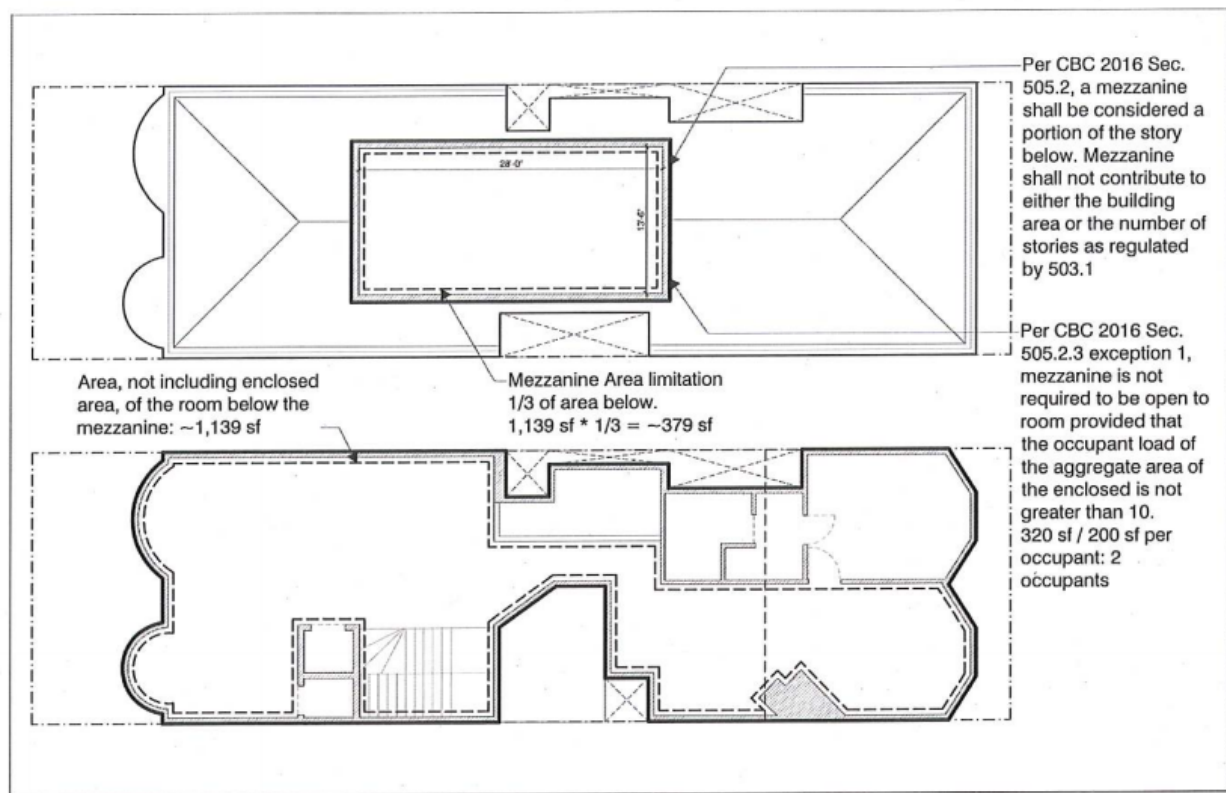 Per CBC 2016 Sec.
505.2, a mezzanine
shall be considered a
portion of the story
below. Mezzanine
shall not contribute to
either the building
area or the number of
stories as regulated
by 503.1
28'-0"
13'-6"
Per CBC 2016 Sec.
505.2.3 exception 1,
mezzanine is not
required to be open to
room provided that
the occupant load of
the aggregate area of
the enclosed is not
greater than 10.
320 sf / 200 sf per
occupant: 2
occupants
Area, not including enclosed
area, of the room below the
mezzanine: ~1,139 sf
Mezzanine Area limitation
1/3 of area below.
1,139 sf * 1/3 = ~379 sf